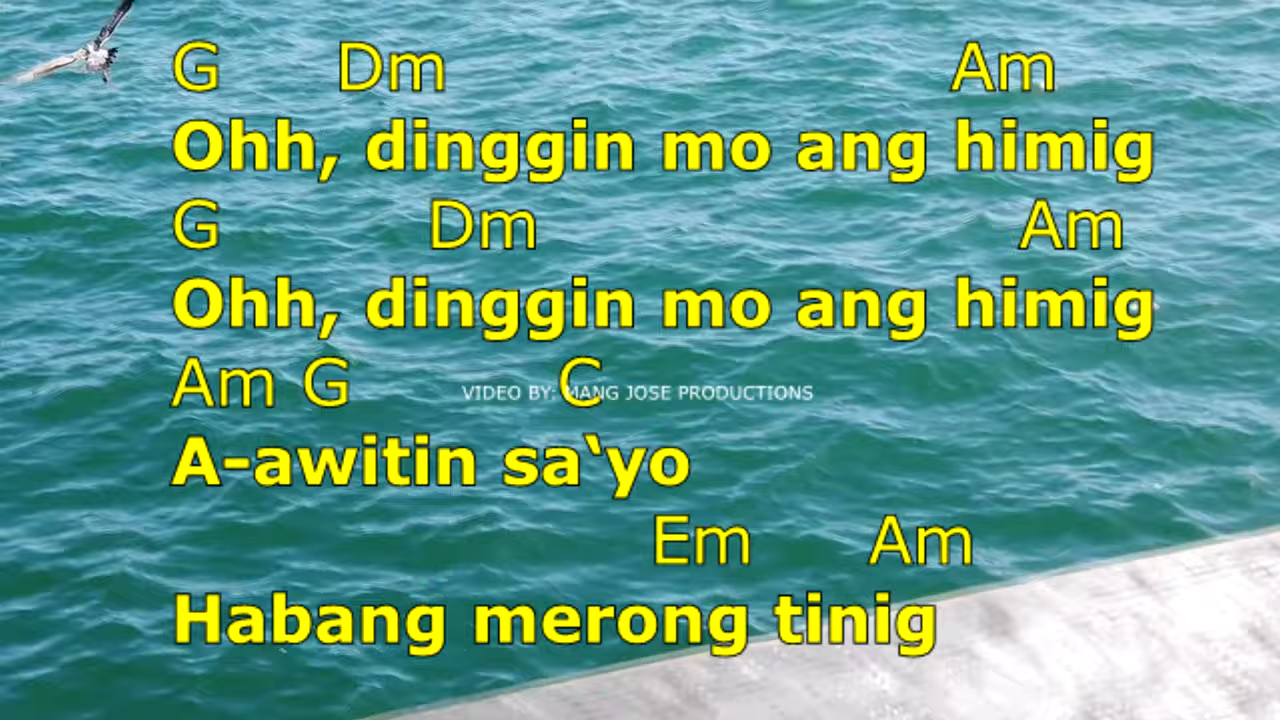 G Dm Am
Ohh, dinggin mo ang himig
G Dm Am
Ohh, dinggin mo ang himig
Am G C
VIDEO BY: MANG JOSE PRODUCTIONS
A-awitin sa‘yo
Em Am
Habang merong tinig